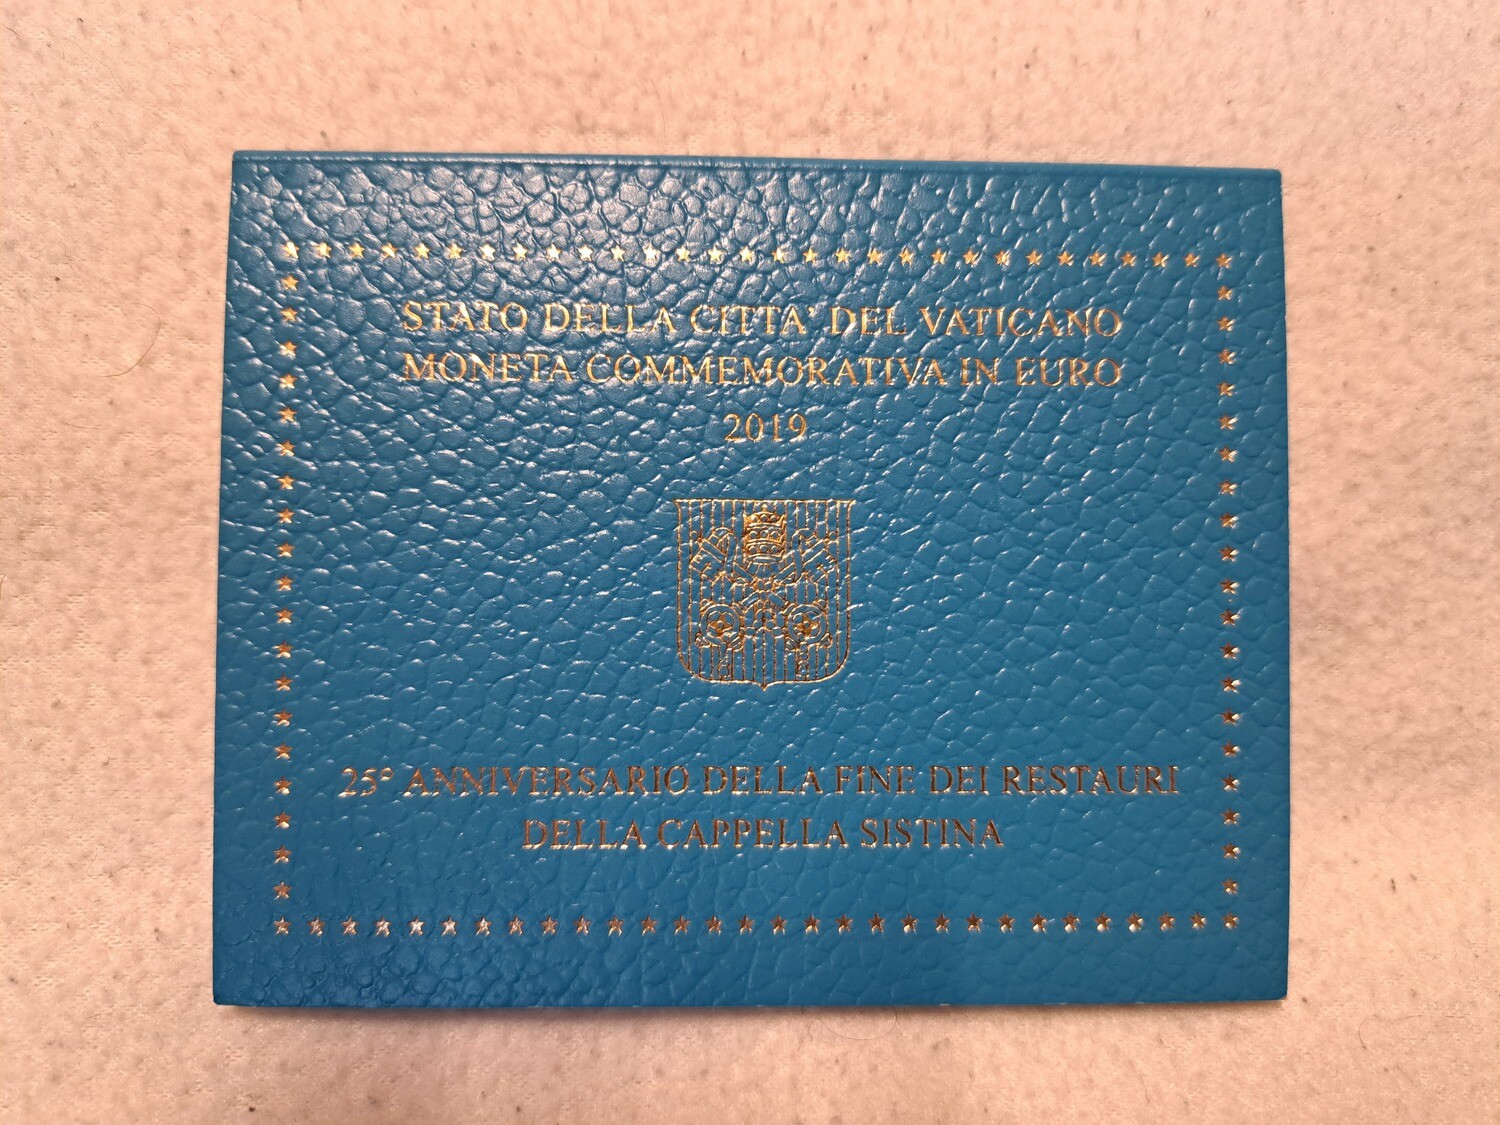 STATO DELLA CITTA' DEL VATICANO
MONETA COMMEMORATIVA IN EURO
2019
25° ANNIVERSARIO DELLA FINE DEI RESTAURI
DELLA CAPPELLA SISTINA